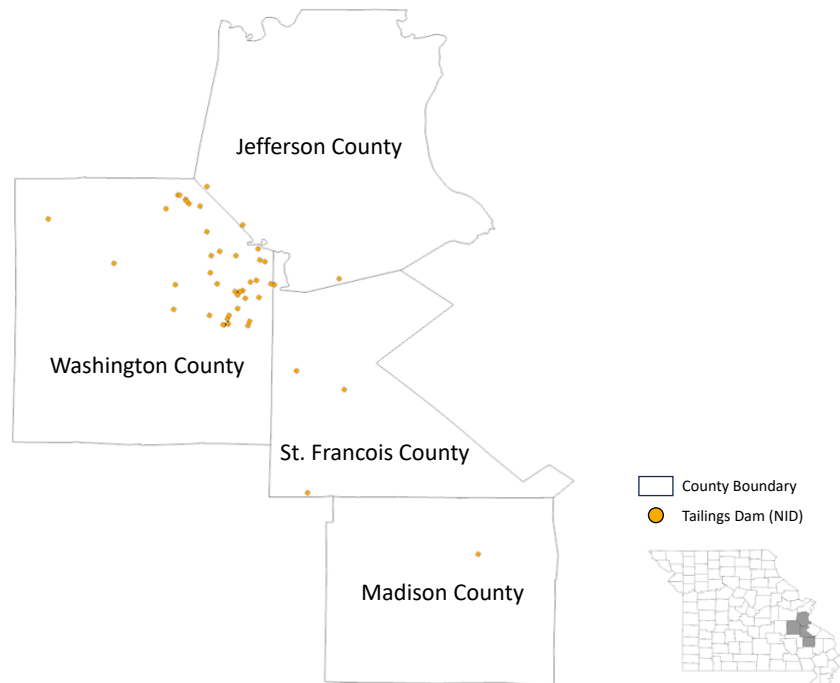 Jefferson County
Washington County
St. Francois County
County Boundary
Tailings Dam (NID)
Madison County